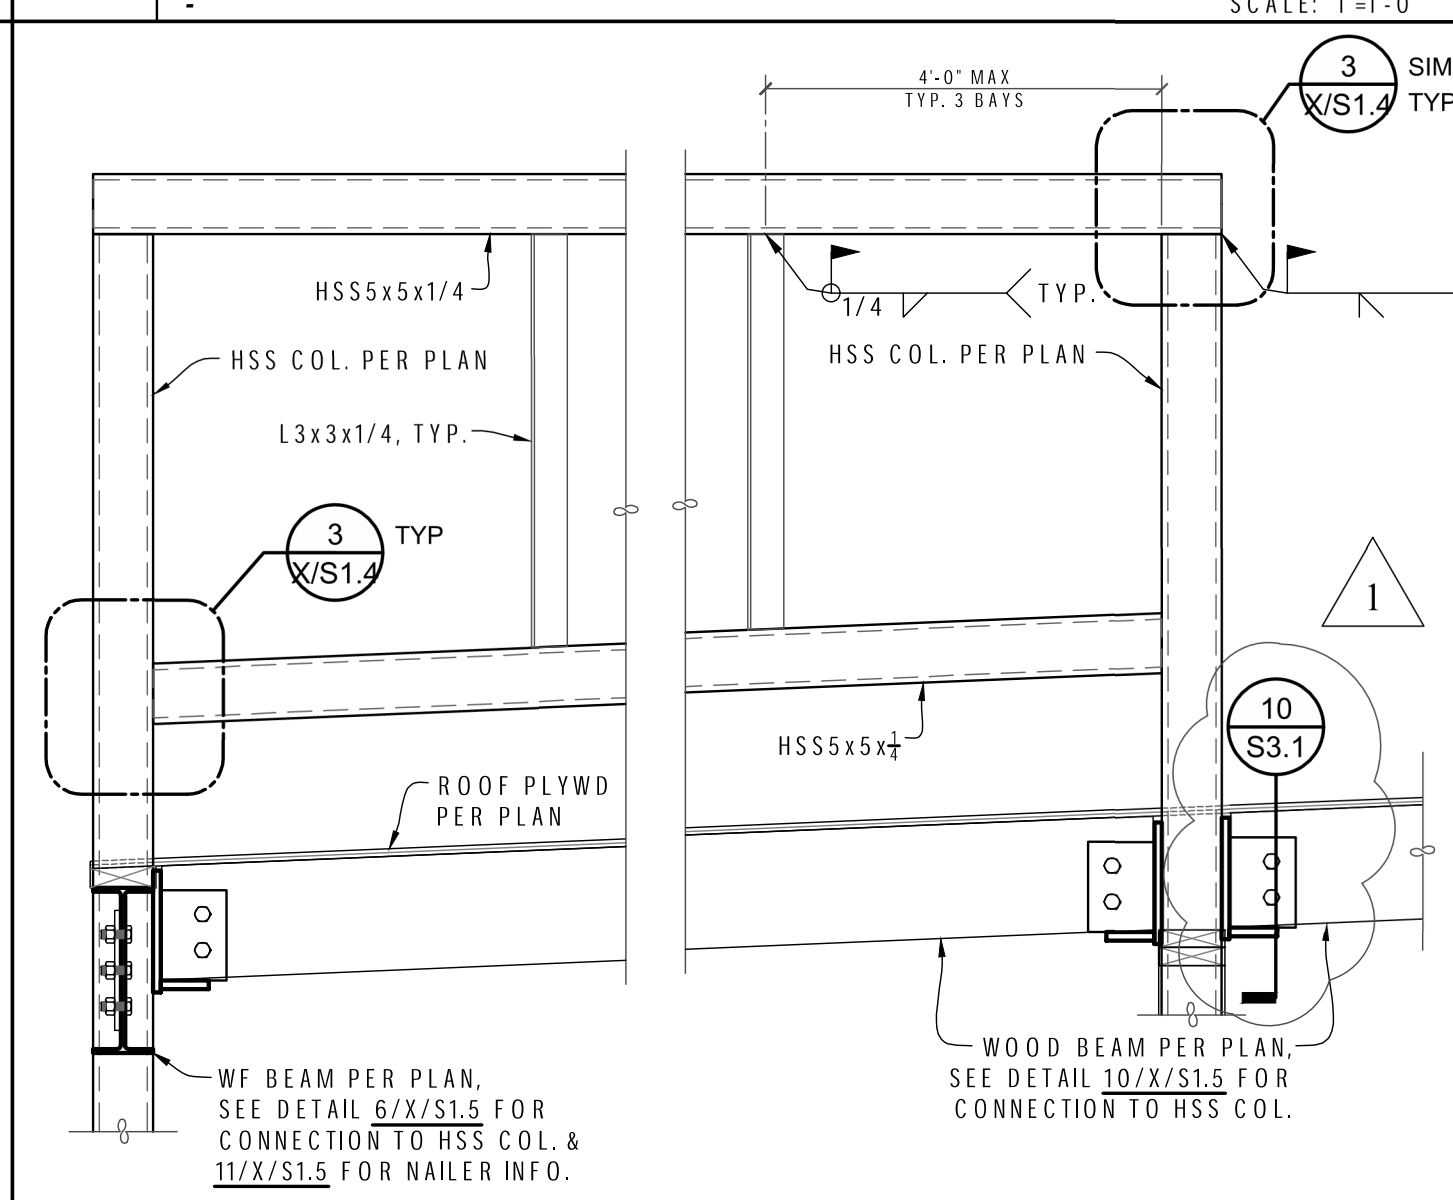 SCALE: 1"=1'-0"
4'-0" MAX
TYP. 3 BAYS
3
X/S1.4
SIM
TYP
HSS5x5x1/4
1/4
TYP.
HSS COL. PER PLAN
HSS COL. PER PLAN
L3x3x1/4, TYP.
3
X/S1.4
TYP
1
10
S3.1
HSS5x5x1/4
ROOF PLYWD
PER PLAN
WOOD BEAM PER PLAN,
SEE DETAIL 10/X/S1.5 FOR
CONNECTION TO HSS COL.
WF BEAM PER PLAN,
SEE DETAIL 6/X/S1.5 FOR
CONNECTION TO HSS COL. &
11/X/S1.5 FOR NAILER INFO.